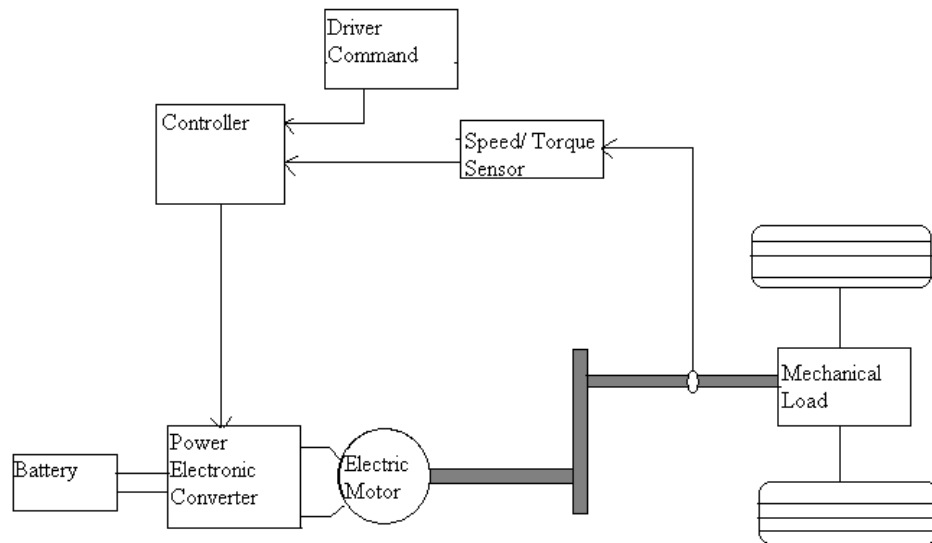 Driver
Command
Controller
Speed/ Torque
Sensor
Mechanical
Load
Power
Electronic
Converter
Battery
Electric
Motor